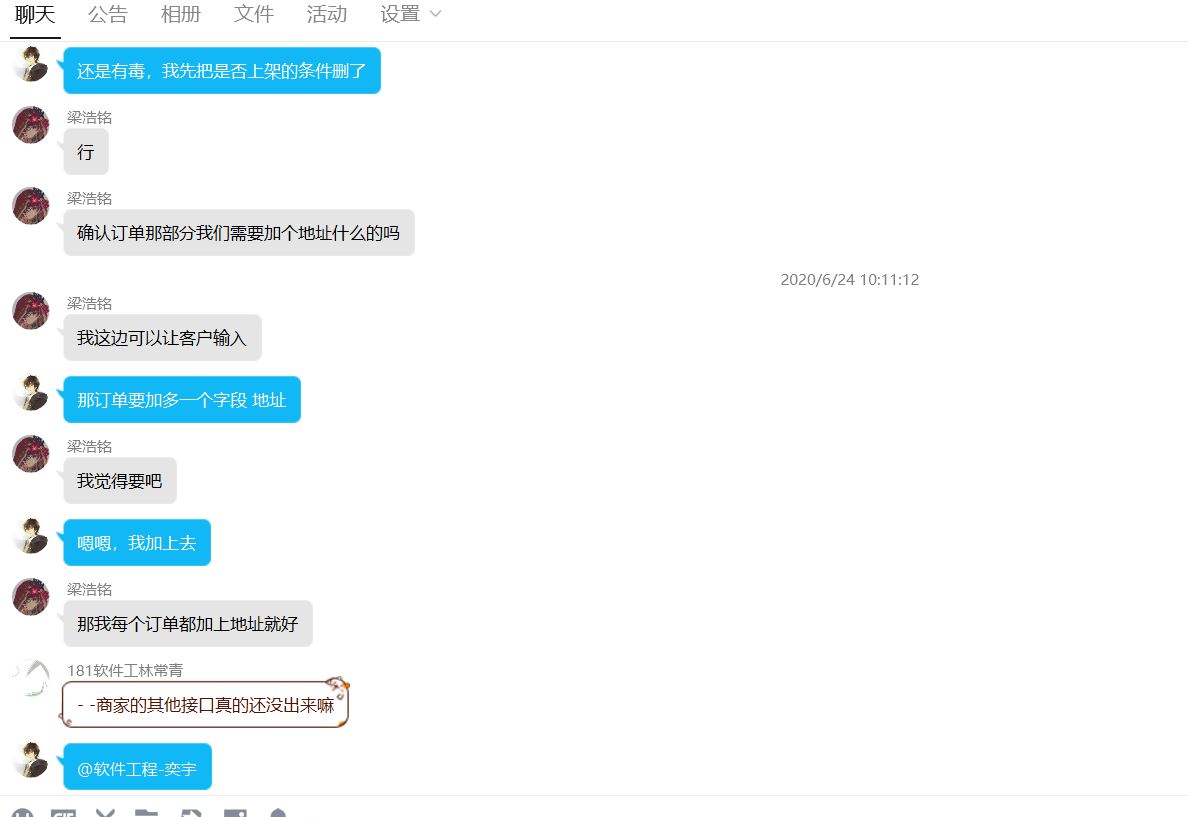 聊天 公告 相册 文件 活动 设置
还是有毒，我先把是否上架的条件删了
梁浩铭
行
梁浩铭
确认订单那部分我们需要加个地址什么的吗
2020/6/24 10:11:12
梁浩铭
我这边可以让客户输入
那订单要加多一个字段 地址
梁浩铭
我觉得要吧
嗯嗯，我加上去
梁浩铭
那我每个订单都加上地址就好
181软件工林常青
- -商家的其他接口真的还没出来嘛
@软件工程-奕宇